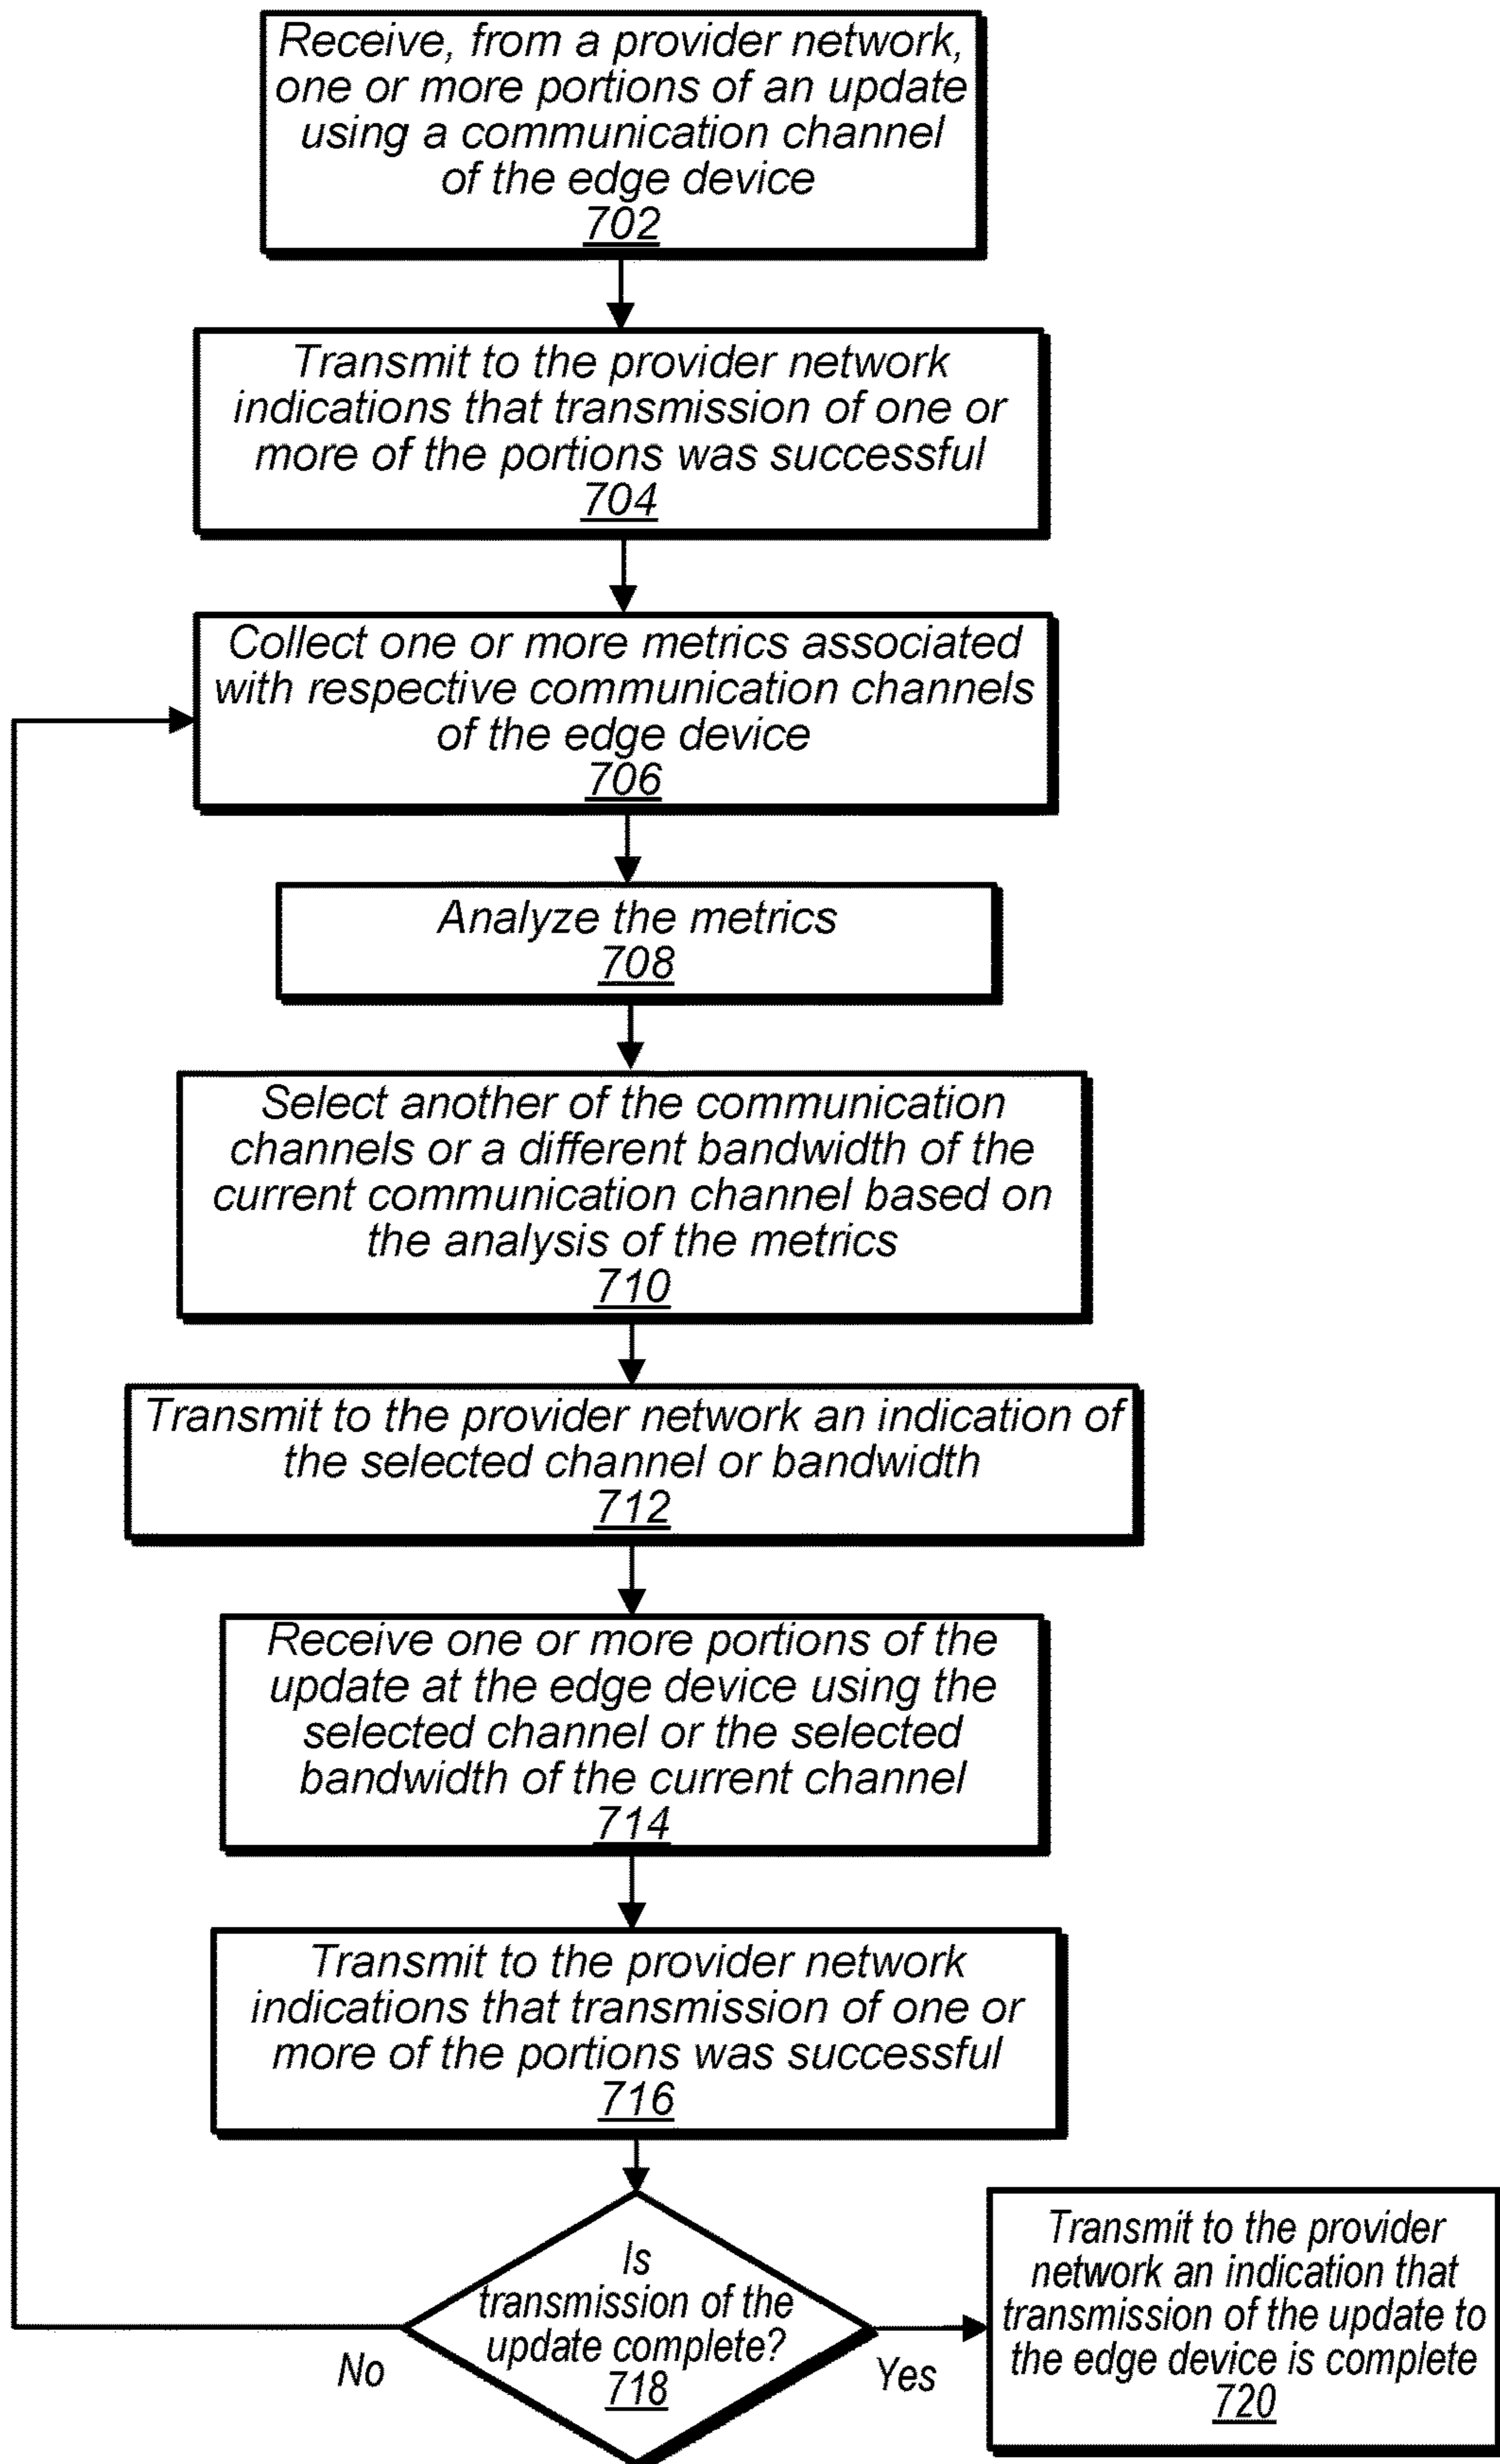 Receive, from a provider network,
one or more portions of an update
using a communication channel
of the edge device
702
Transmit to the provider network
indications that transmission of one or
more of the portions was successful
704
Collect one or more metrics associated
with respective communication channels
of the edge device
706
Analyze the metrics
708
Select another of the communication
channels or a different bandwidth of the
current communication channel based on
the analysis of the metrics
710
Transmit to the provider network an indication of
the selected channel or bandwidth
712
Receive one or more portions of the
update at the edge device using the
selected channel or the selected
bandwidth of the current channel
714
Transmit to the provider network
indications that transmission of one or
more of the portions was successful
716
Is
transmission of the
update complete?
718
No
Yes
Transmit to the provider
network an indication that
transmission of the update to
the edge device is complete
720